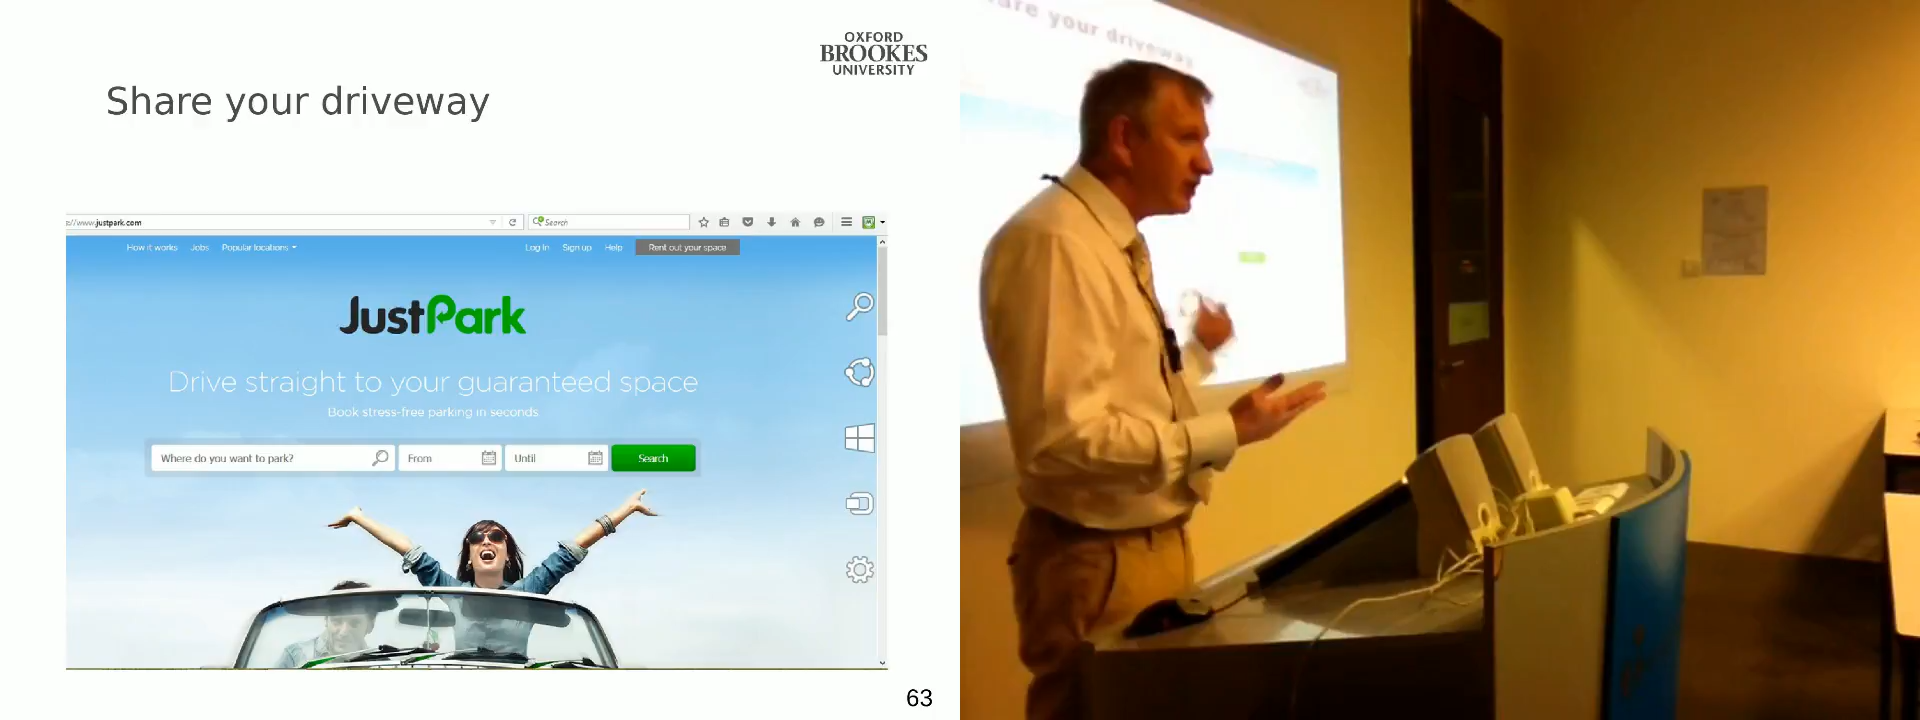 OXFORD
BROOKES
UNIVERSITY
Share your driveway
://www.justpark.com
Search
How it works Jobs Popular locations
Log In Sign up Help Rent out your space
JustPark
Drive straight to your guaranteed space
Book stress-free parking in seconds
Where do you want to park? From Until Search
63
are your driveway